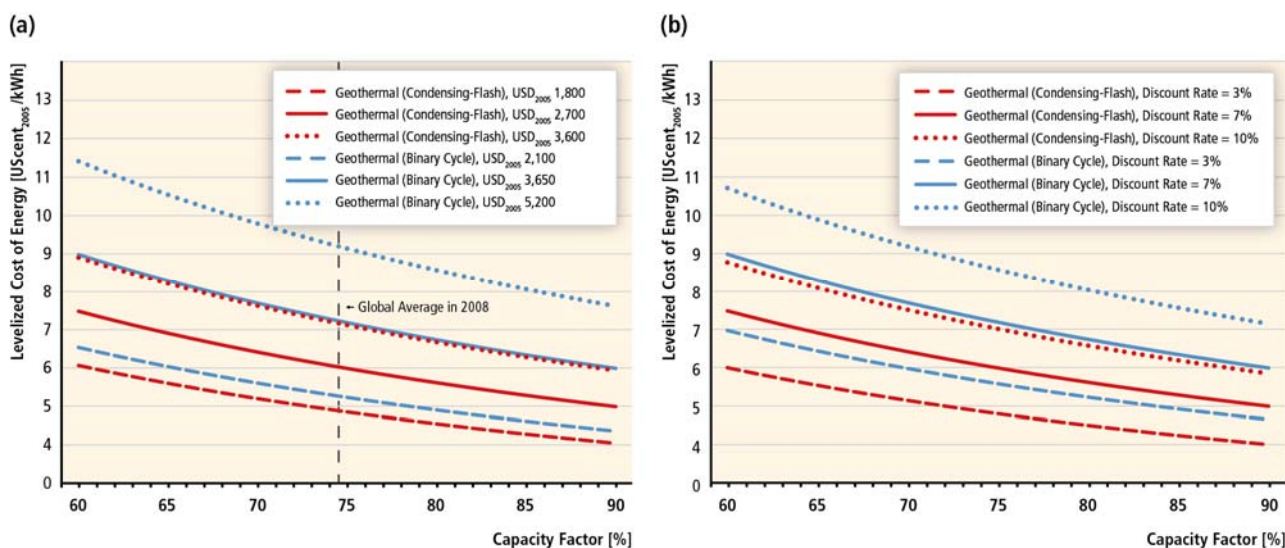 (a)
Levelized Cost of Energy [UScent2005 /kWh]
13
12
11
10
9
8
7
6
5
4
0
Geothermal (Condensing-Flash), USD2005 1,800
Geothermal (Condensing-Flash), USD2005 2,700
Geothermal (Condensing-Flash), USD2005 3,600
Geothermal (Binary Cycle), USD2005 2,100
Geothermal (Binary Cycle), USD2005 3,650
Geothermal (Binary Cycle), USD2005 5,200
← Global Average in 2008
60 65 70 75 80 85 90
Capacity Factor [%]
(b)
Levelized Cost of Energy [UScent2005 /kWh]
13
12
11
10
9
8
7
6
5
4
0
Geothermal (Condensing-Flash), Discount Rate = 3%
Geothermal (Condensing-Flash), Discount Rate = 7%
Geothermal (Condensing-Flash), Discount Rate = 10%
Geothermal (Binary Cycle), Discount Rate = 3%
Geothermal (Binary Cycle), Discount Rate = 7%
Geothermal (Binary Cycle), Discount Rate = 10%
60 65 70 75 80 85 90
Capacity Factor [%]